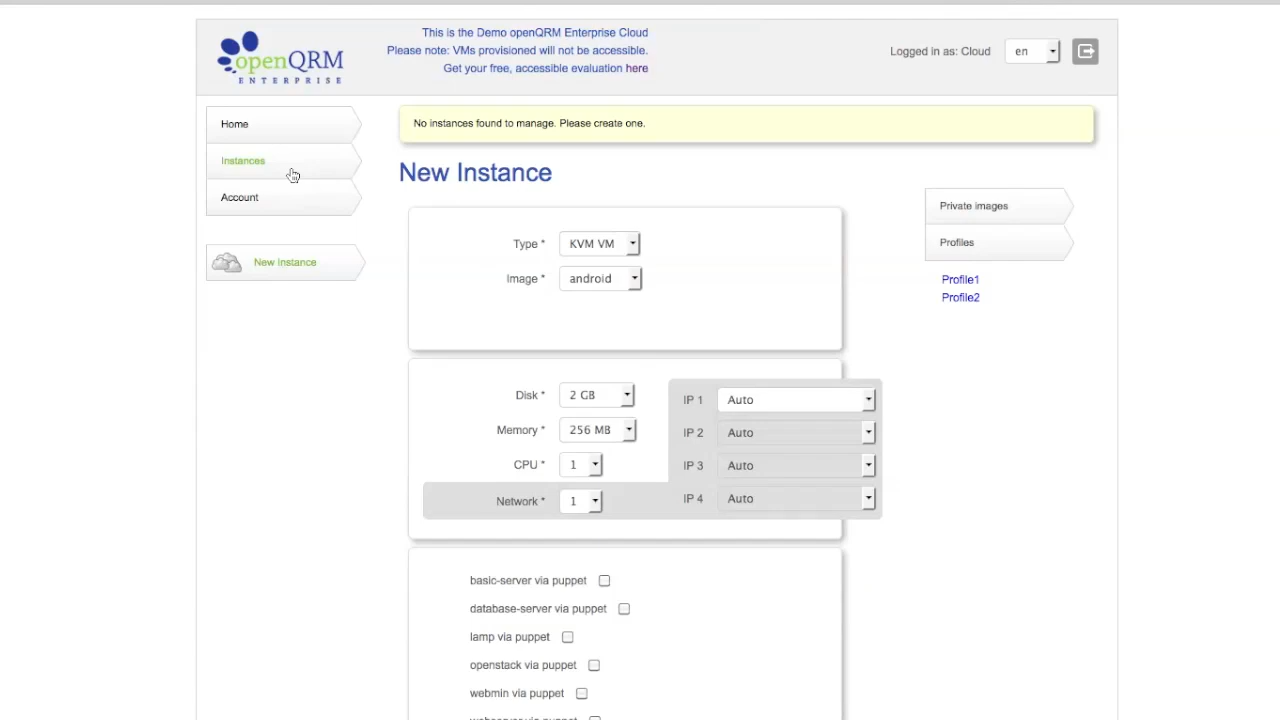 This is the Demo openQRM Enterprise Cloud
Please note: VMs provisioned will not be accessible.
Get your free, accessible evaluation here
openQRM
ENTERPRISE
Logged in as: Cloud
en
Home
Instances
Account
New Instance
No instances found to manage. Please create one.
New Instance
Type * KVM VM
Image * android
Private images
Profiles
Profile1
Profile2
Disk * 2 GB
Memory * 256 MB
CPU * 1
Network * 1
IP 1 Auto
IP 2 Auto
IP 3 Auto
IP 4 Auto
basic-server via puppet
database-server via puppet
lamp via puppet
openstack via puppet
webmin via puppet